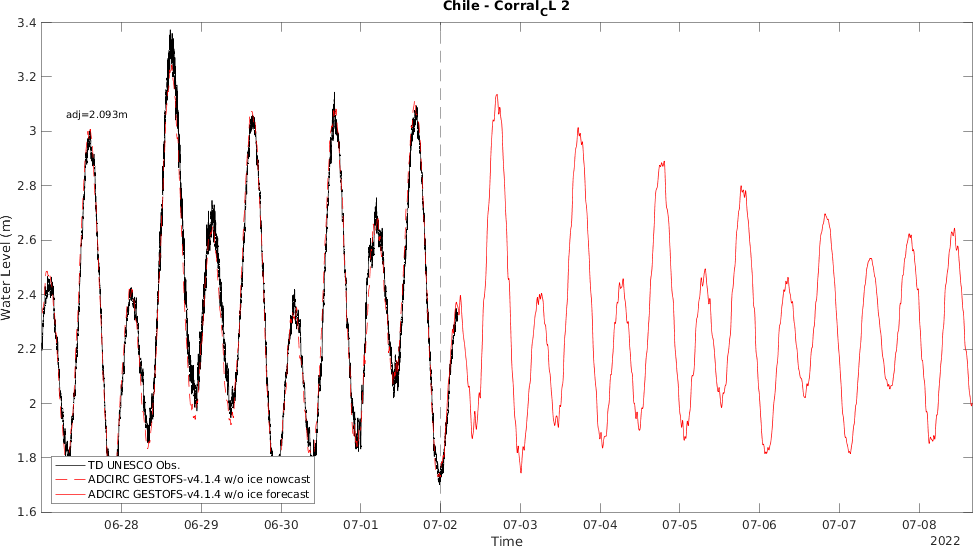 Chile - Corral_CL 2
3.4
3.2
3
2.8
2.6
2.4
2.2
2
1.8
1.6
Water Level (m)
adj=2.093m
TD UNESCO Obs.
ADCIRC GESTOFS-v4.1.4 w/o ice nowcast
ADCIRC GESTOFS-v4.1.4 w/o ice forecast
06-28 06-29 06-30 07-01 07-02 07-03 07-04 07-05 07-06 07-07 07-08
Time
2022